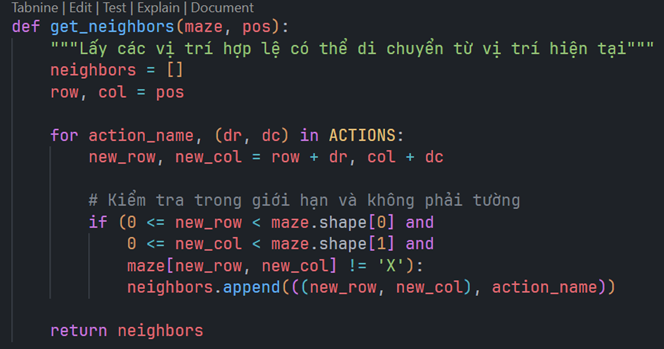 Tabnine | Edit | Test | Explain | Document
def get_neighbors(maze, pos):
    """Lấy các vị trí hợp lệ có thể di chuyển từ vị trí hiện tại"""
    neighbors = []
    row, col = pos

    for action_name, (dr, dc) in ACTIONS:
        new_row, new_col = row + dr, col + dc

        # Kiểm tra trong giới hạn và không phải tường
        if (0 <= new_row < maze.shape[0] and
            0 <= new_col < maze.shape[1] and
            maze[new_row, new_col] != 'X'):
            neighbors.append(((new_row, new_col), action_name))

    return neighbors